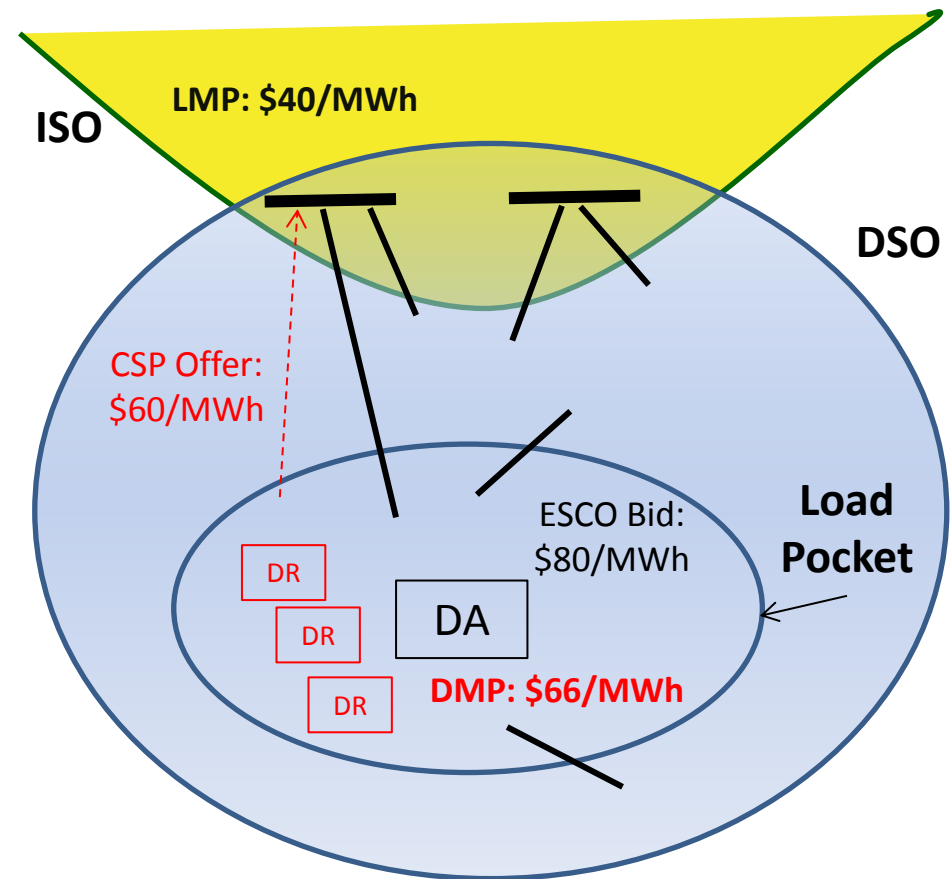 LMP: $40/MWh
ISO
DSO
CSP Offer:
$60/MWh
Load
Pocket
ESCO Bid:
$80/MWh
DR
DR
DR
DA
DMP: $66/MWh